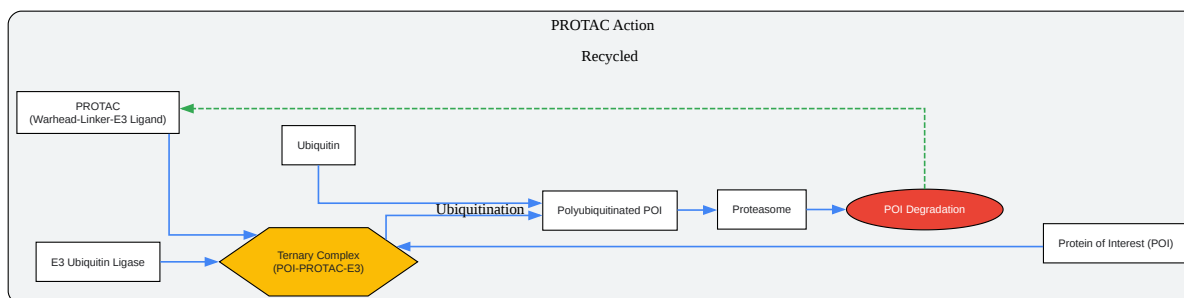 PROTAC Action
Recycled
PROTAC
(Warhead-Linker-E3 Ligand)
Ubiquitin
Ubiquitination
Polyubiquitinated POI
Proteasome
POI Degradation
E3 Ubiquitin Ligase
Ternary Complex
(POI-PROTAC-E3)
Protein of Interest (POI)